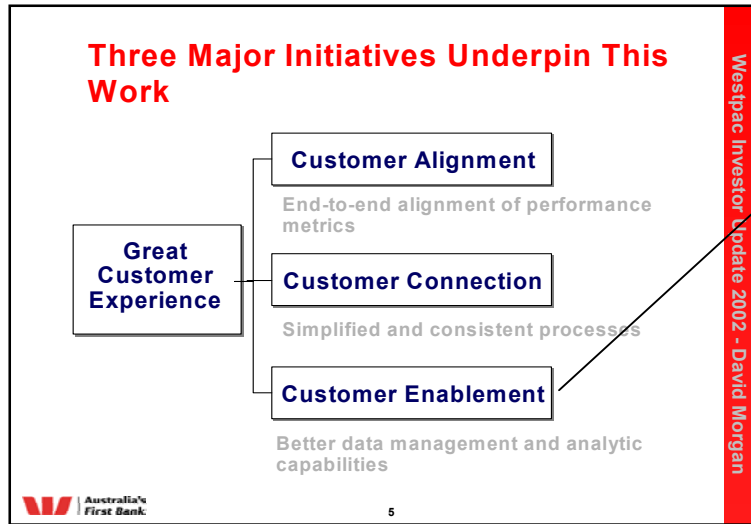 Three Major Initiatives Underpin This
Work
Customer Alignment
End-to-end alignment of performance
metrics
Great
Customer
Experience
Customer Connection
Simplified and consistent processes
Customer Enablement
Better data management and analytic
capabilities
Australia's
First Bank
5
Westpac Investor Update 2002 - David Morgan